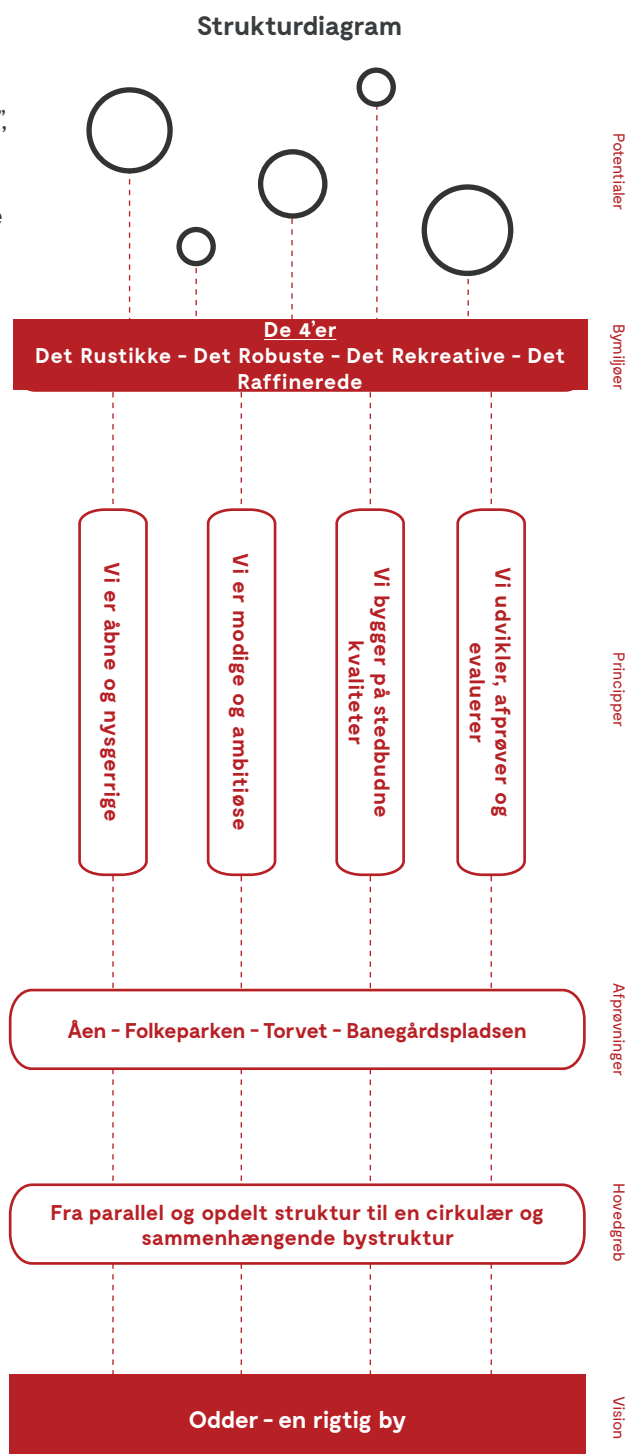 Strukturdiagram
”,
e
Potentialer
De 4’er
Det Rustikke - Det Robuste - Det Rekreative - Det
Raffinerede
Bymiljøer
Vi er åbne og nysgerrige
Vi er modige og ambitiøse
Vi bygger på stedbudne
kvaliteter
Vi udvikler, afprøver og
evaluerer
Principper
Åen - Folkeparken - Torvet - Banegårdspladsen
Afprøvninger
Fra parallel og opdelt struktur til en cirkulær og
sammenhængende bystruktur
Hovedgreb
Odder - en rigtig by
Vision